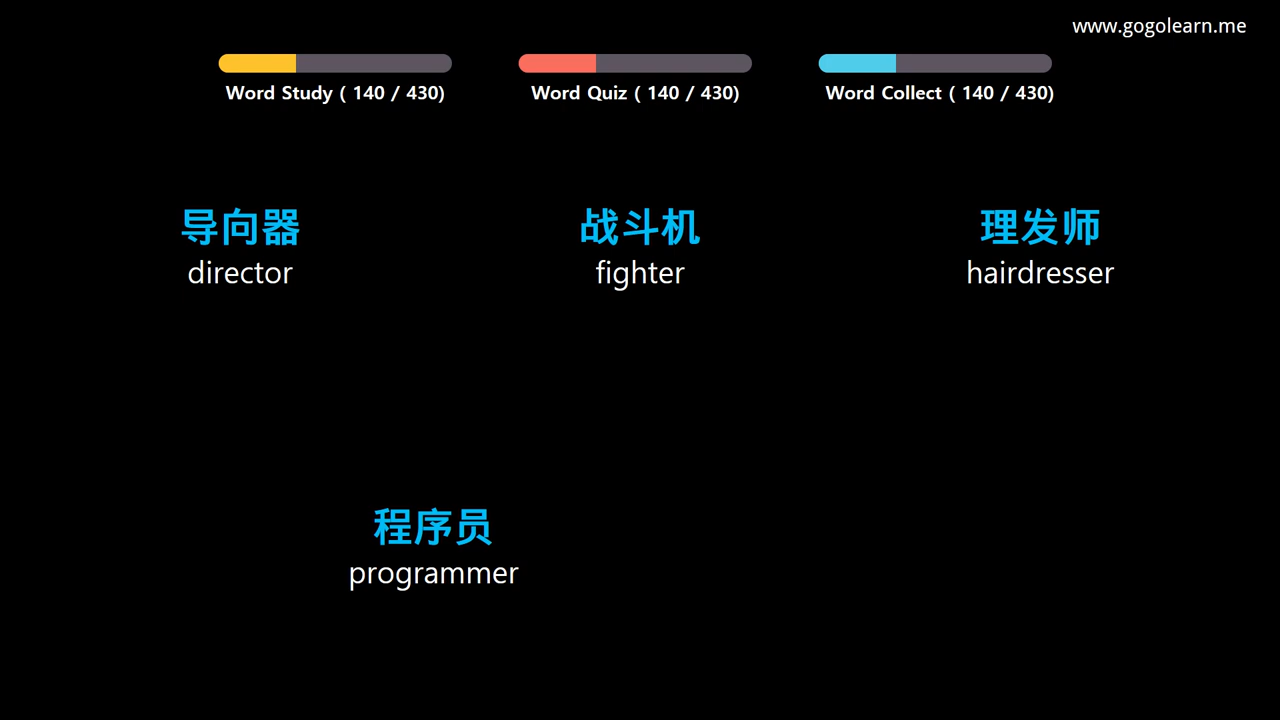 www.gogolearn.me
Word Study ( 140 / 430)
Word Quiz ( 140 / 430)
Word Collect ( 140 / 430)
导向器
director
战斗机
fighter
理发师
hairdresser
程序员
programmer